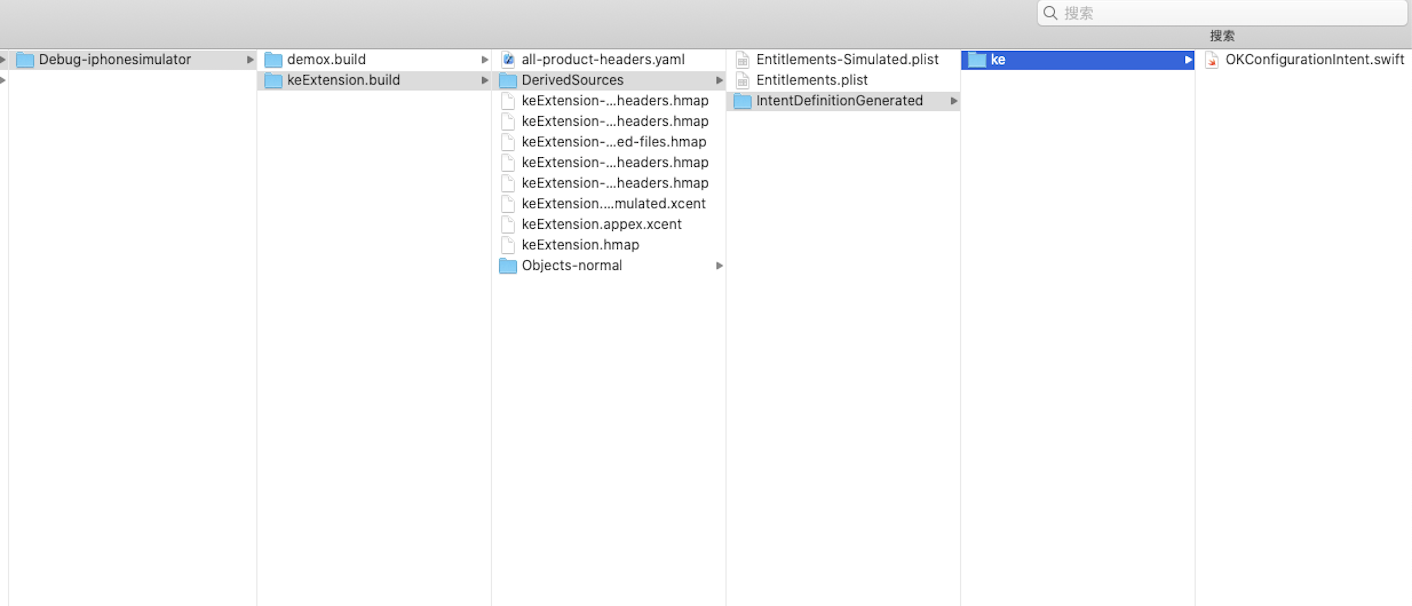 搜索
搜索
Debug-iphonesimulator
demox.build
keExtension.build
all-product-headers.yaml
DerivedSources
keExtension-...headers.hmap
keExtension-...headers.hmap
keExtension-...ed-files.hmap
keExtension-...headers.hmap
keExtension-...headers.hmap
keExtension....mulated.xcent
keExtension.appex.xcent
keExtension.hmap
Objects-normal
Entitlements-Simulated.plist
Entitlements.plist
IntentDefinitionGenerated
ke
OKConfigurationIntent.swift